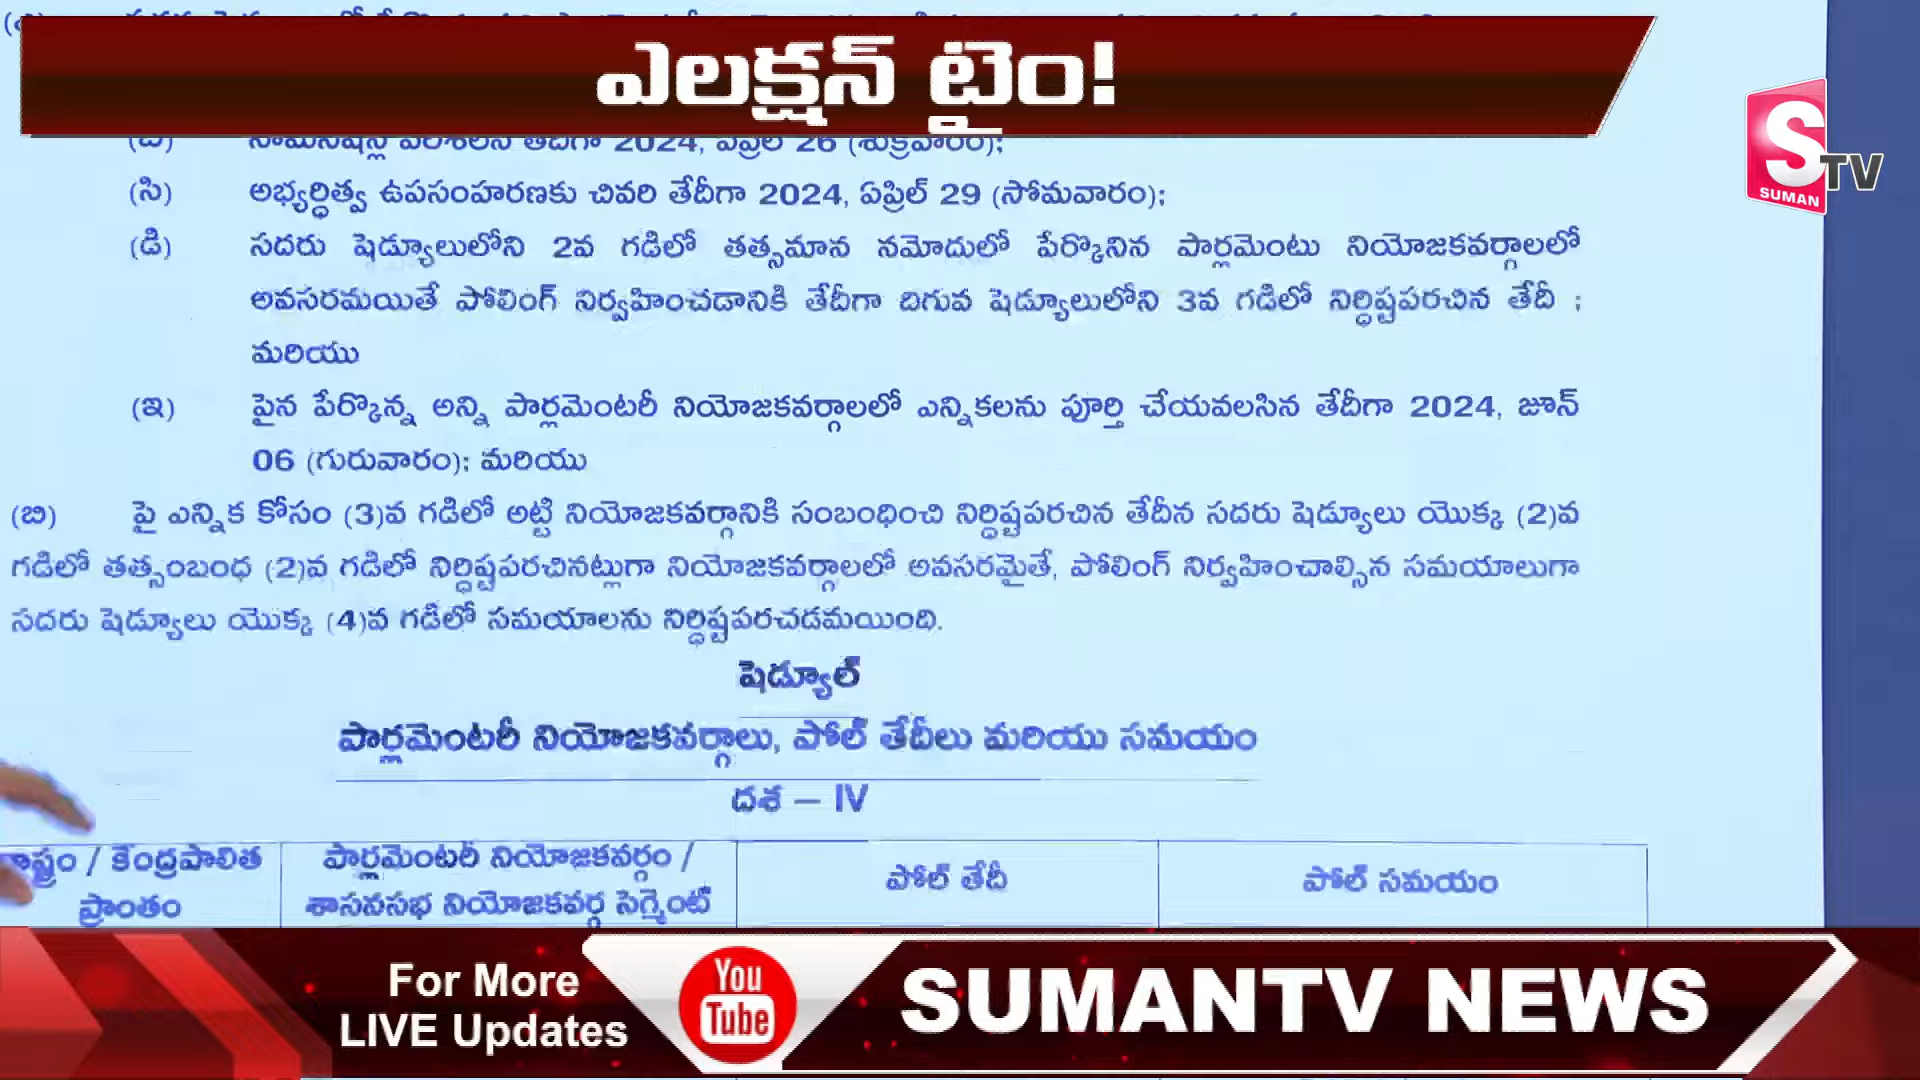 ఎలక్షన్ టైం!
S
SUMAN
TV
(సి) అభ్యర్థిత్వ ఉపసంహరణకు చివరి తేదీగా 2024, ఏప్రిల్ 29 (సోమవారం);
(డి) సదరు షెడ్యూలులోని 2వ గడిలో తత్సమాన నమోదులో పేర్కొనిన పార్లమెంటు నియోజకవర్గాలలో
అవసరమయితే పోలింగ్ నిర్వహించడానికి తేదీగా దిగువ షెడ్యూలులోని 3వ గడిలో నిర్ధిష్టపరచిన తేదీ ;
మరియు
(ఇ) పైన పేర్కొన్న అన్ని పార్లమెంటరీ నియోజకవర్గాలలో ఎన్నికలను పూర్తి చేయవలసిన తేదీగా 2024, జూన్
06 (గురువారం); మరియు
(బి) పై ఎన్నిక కోసం (3)వ గడిలో అట్టి నియోజకవర్గానికి సంబంధించి నిర్ధిష్టపరచిన తేదీన సదరు షెడ్యూలు యొక్క (2)వ
గడిలో తత్సంబంధ (2)వ గడిలో నిర్ధిష్టపరచినట్లుగా నియోజకవర్గాలలో అవసరమైతే, పోలింగ్ నిర్వహించాల్సిన సమయాలుగా
సదరు షెడ్యూలు యొక్క (4)వ గడిలో సమయాలను నిర్ధిష్టపరచడమయింది.
షెడ్యూల్
పార్లమెంటరీ నియోజకవర్గాలు, పోల్ తేదీలు మరియు సమయం
దశ – IV
/ కేంద్రపాలిత
ప్రాంతం
పార్లమెంటరీ నియోజకవర్గం /
శాసనసభ నియోజకవర్గ సెగ్మెంట్
పోల్ తేదీ
పోల్ సమయం
For More
LIVE Updates
You
Tube
SUMANTV NEWS